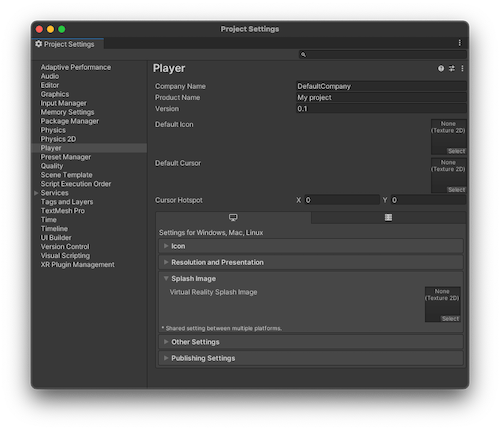 Project Settings
Project Settings
Adaptive Performance
Audio
Editor
Graphics
Input Manager
Memory Settings
Package Manager
Physics
Physics 2D
Player
Preset Manager
Quality
Scene Template
Script Execution Order
Services
Tags and Layers
TextMesh Pro
Time
Timeline
UI Builder
Version Control
Visual Scripting
XR Plugin Management
Player
Company Name DefaultCompany
Product Name My project
Version 0.1
Default Icon
None
(Texture 2D)
Select
Default Cursor
None
(Texture 2D)
Select
Cursor Hotspot X 0 Y 0
Settings for Windows, Mac, Linux
Icon
Resolution and Presentation
Splash Image
Virtual Reality Splash Image
None
(Texture 2D)
Select
* Shared setting between multiple platforms.
Other Settings
Publishing Settings